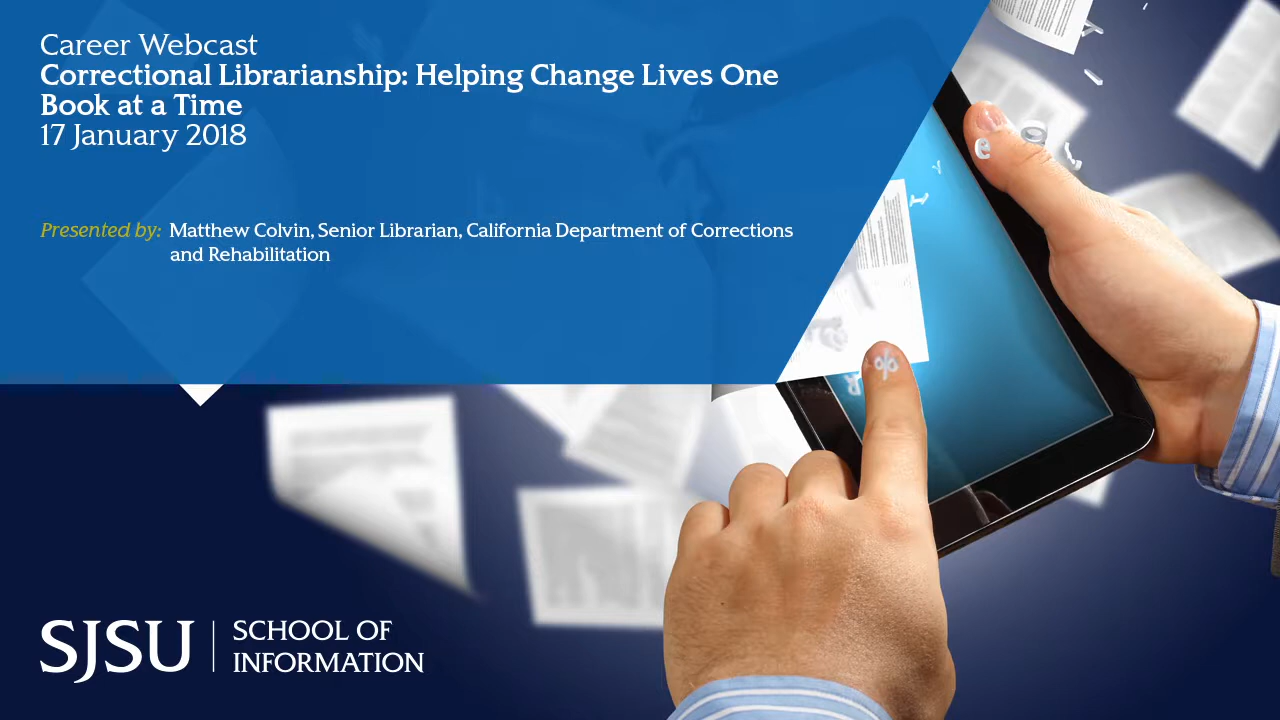 Career Webcast
Correctional Librarianship: Helping Change Lives One
Book at a Time
17 January 2018
Presented by: Matthew Colvin, Senior Librarian, California Department of Corrections
and Rehabilitation
SJSU
SCHOOL OF
INFORMATION